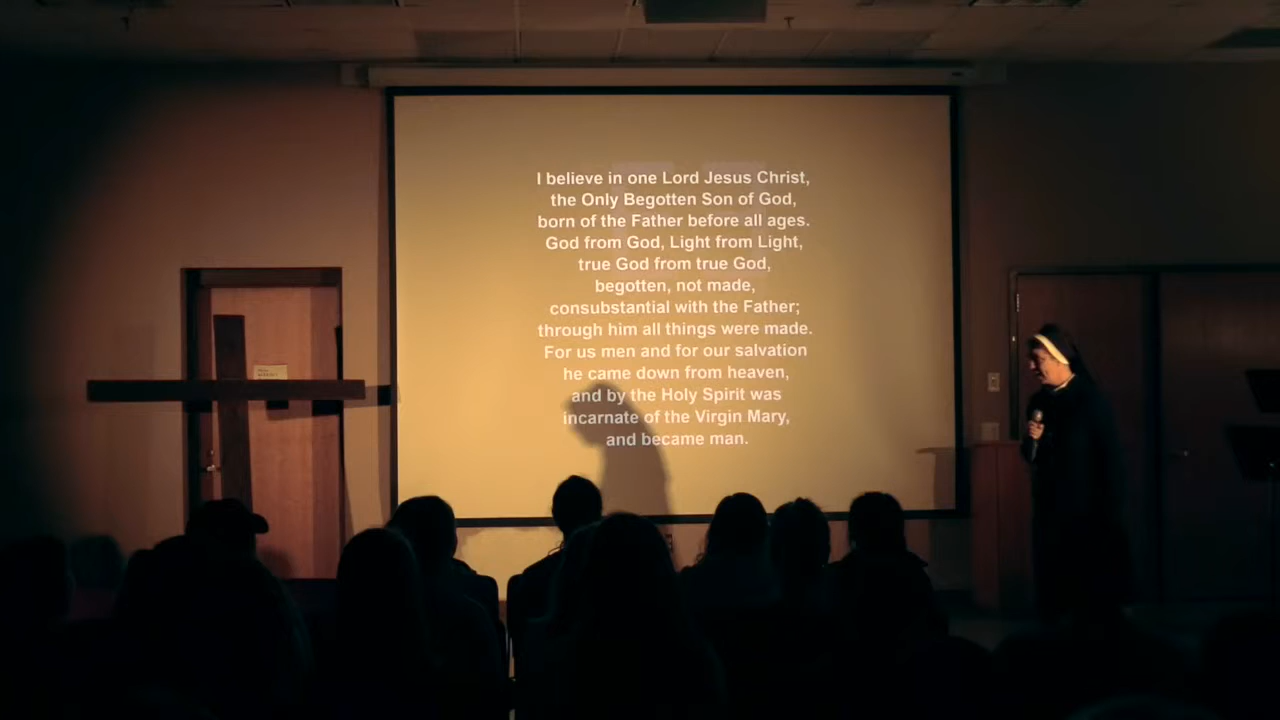 I believe in one Lord Jesus Christ,
the Only Begotten Son of God,
born of the Father before all ages.
God from God, Light from Light,
true God from true God,
begotten, not made,
consubstantial with the Father;
through him all things were made.
For us men and for our salvation
he came down from heaven,
and by the Holy Spirit was
incarnate of the Virgin Mary,
and became man.